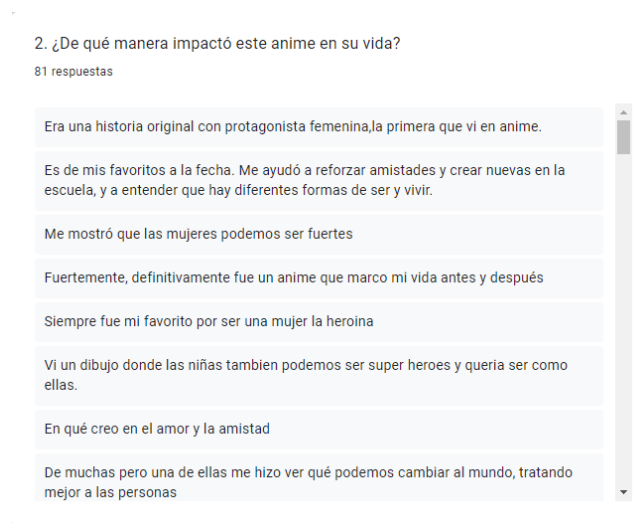 2. ¿De qué manera impactó este anime en su vida?
81 respuestas
Era una historia original con protagonista femenina,la primera que vi en anime.
Es de mis favoritos a la fecha. Me ayudó a reforzar amistades y crear nuevas en la
escuela, y a entender que hay diferentes formas de ser y vivir.
Me mostró que las mujeres podemos ser fuertes
Fuertemente, definitivamente fue un anime que marco mi vida antes y después
Siempre fue mi favorito por ser una mujer la heroina
Vi un dibujo donde las niñas tambien podemos ser super heroes y queria ser como
ellas.
En qué creo en el amor y la amistad
De muchas pero una de ellas me hizo ver qué podemos cambiar al mundo, tratando
mejor a las personas